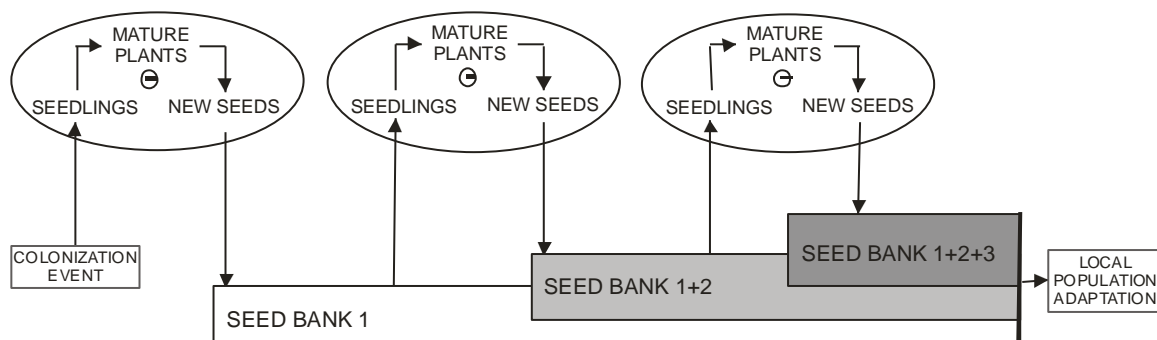 MATURE
PLANTS
SEEDLINGS
NEW SEEDS
MATURE
PLANTS
SEEDLINGS
NEW SEEDS
MATURE
PLANTS
SEEDLINGS
NEW SEEDS
COLONIZATION
EVENT
SEED BANK 1
SEED BANK 1+2
SEED BANK 1+2+3
LOCAL
POPULATION
ADAPTATION